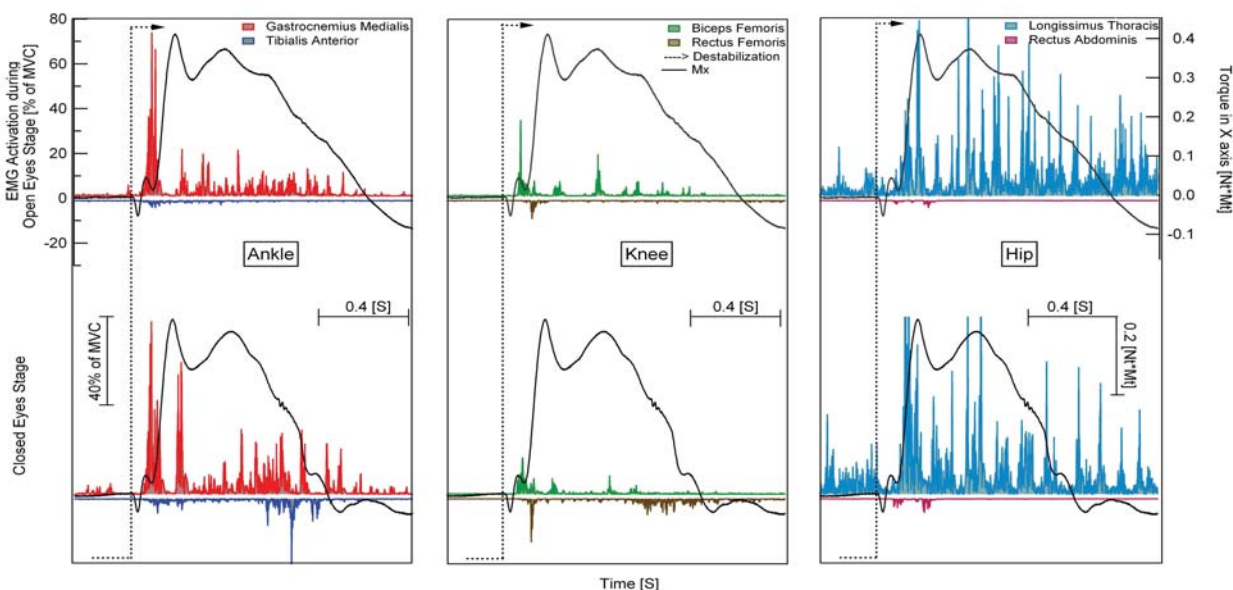 80
60
40
20
0
-20
EMG Activation during
Open Eyes Stage [% of MVC]
Gastrocnemius Medialis
Tibialis Anterior
Ankle
Biceps Femoris
Rectus Femoris
Destabilization
Mx
Knee
Longissimus Thoracis
Rectus Abdominis
Hip
0.4
0.3
0.2
0.1
0.0
-0.1
Torque in X axis [Nt*Mt]
Closed Eyes Stage
40% of MVC
0.4 [S]
0.4 [S]
0.4 [S]
0.2 [Nt*Mt]
Time [S]